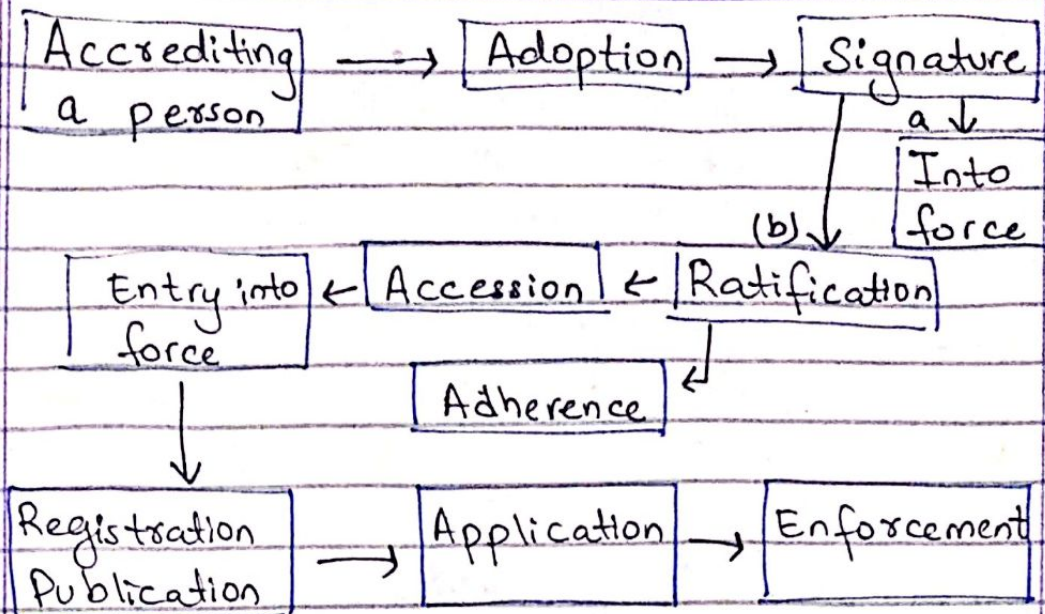 Accrediting
a person
Adoption
Signature
a
Into
force
(b)
Ratification
Accession
Entry into
force
Adherence
Registration
Publication
Application
Enforcement